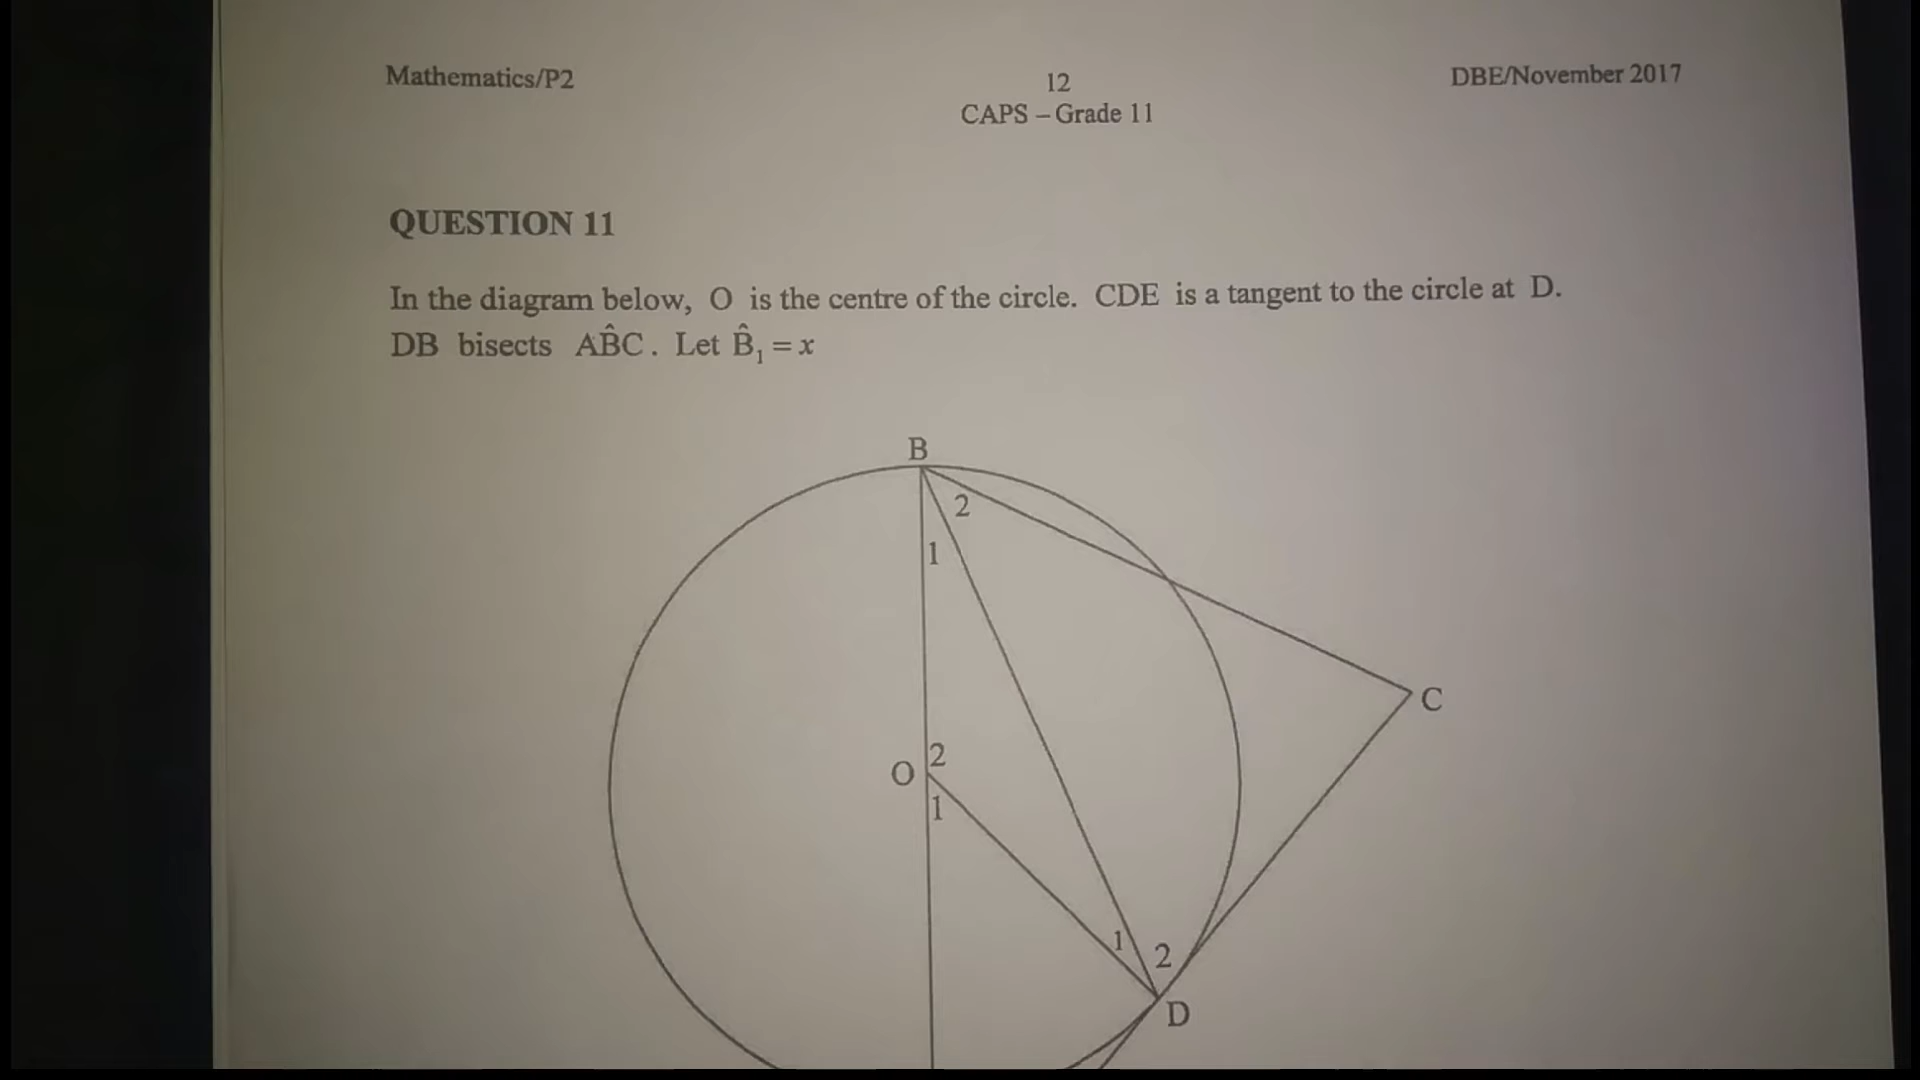 Mathematics/P2
12
DBE/November 2017
CAPS – Grade 11
QUESTION 11
In the diagram below, O is the centre of the circle. CDE is a tangent to the circle at D.
DB bisects AB̂C. Let B̂₁ = x
B
2
1
C
2
O
1
1
2
D